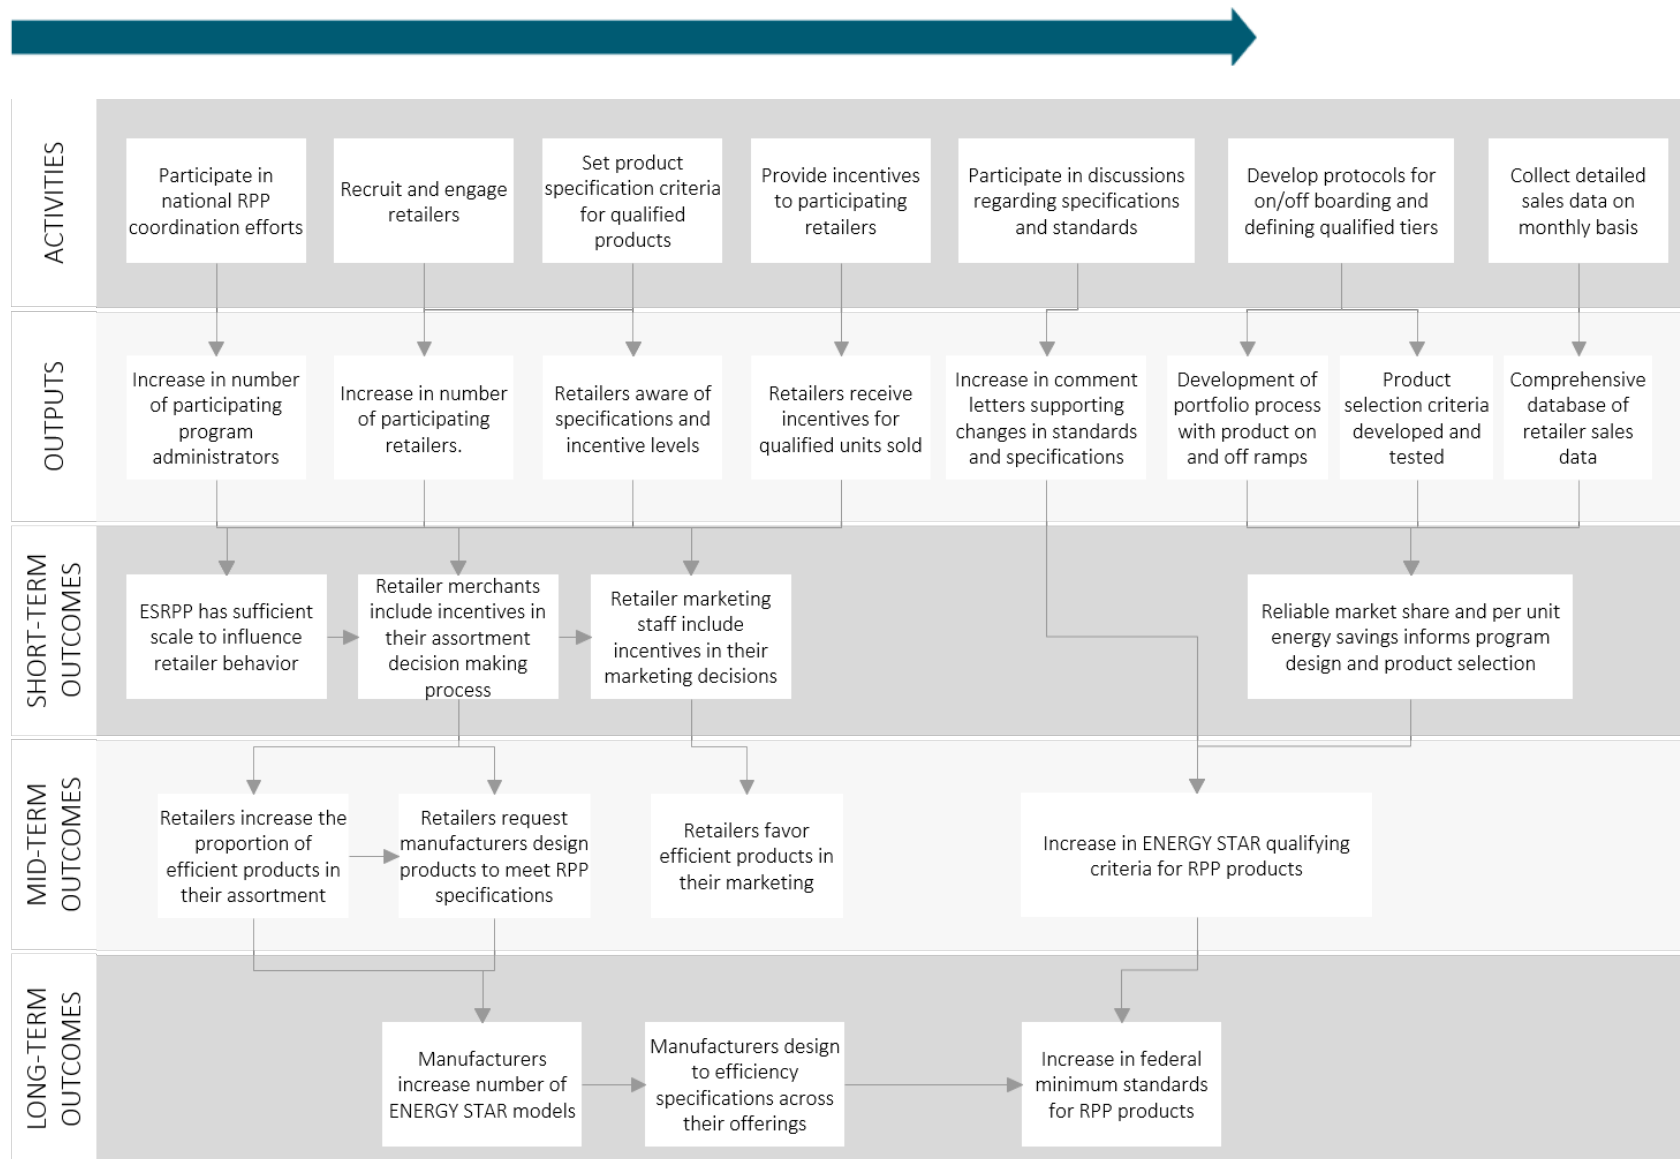 ACTIVITIES
Participate in
national RPP
coordination efforts
Recruit and engage
retailers
Set product
specification criteria
for qualified
products
Provide incentives
to participating
retailers
Participate in discussions
regarding specifications
and standards
Develop protocols for
on/off boarding and
defining qualified tiers
Collect detailed
sales data on
monthly basis
OUTPUTS
Increase in number
of participating
program
administrators
Increase in number
of participating
retailers.
Retailers aware of
specifications and
incentive levels
Retailers receive
incentives for
qualified units sold
Increase in comment
letters supporting
changes in standards
and specifications
Development of
portfolio process
with product on
and off ramps
Product
selection criteria
developed and
tested
Comprehensive
database of
retailer sales
data
SHORT-TERM
OUTCOMES
ESRPP has sufficient
scale to influence
retailer behavior
Retailer merchants
include incentives in
their assortment
decision making
process
Retailer marketing
staff include
incentives in their
marketing decisions
Reliable market share and per unit
energy savings informs program
design and product selection
MID-TERM
OUTCOMES
Retailers increase the
proportion of
efficient products in
their assortment
Retailers request
manufacturers design
products to meet RPP
specifications
Retailers favor
efficient products in
their marketing
Increase in ENERGY STAR qualifying
criteria for RPP products
LONG-TERM
OUTCOMES
Manufacturers
increase number of
ENERGY STAR models
Manufacturers design
to efficiency
specifications across
their offerings
Increase in federal
minimum standards
for RPP products